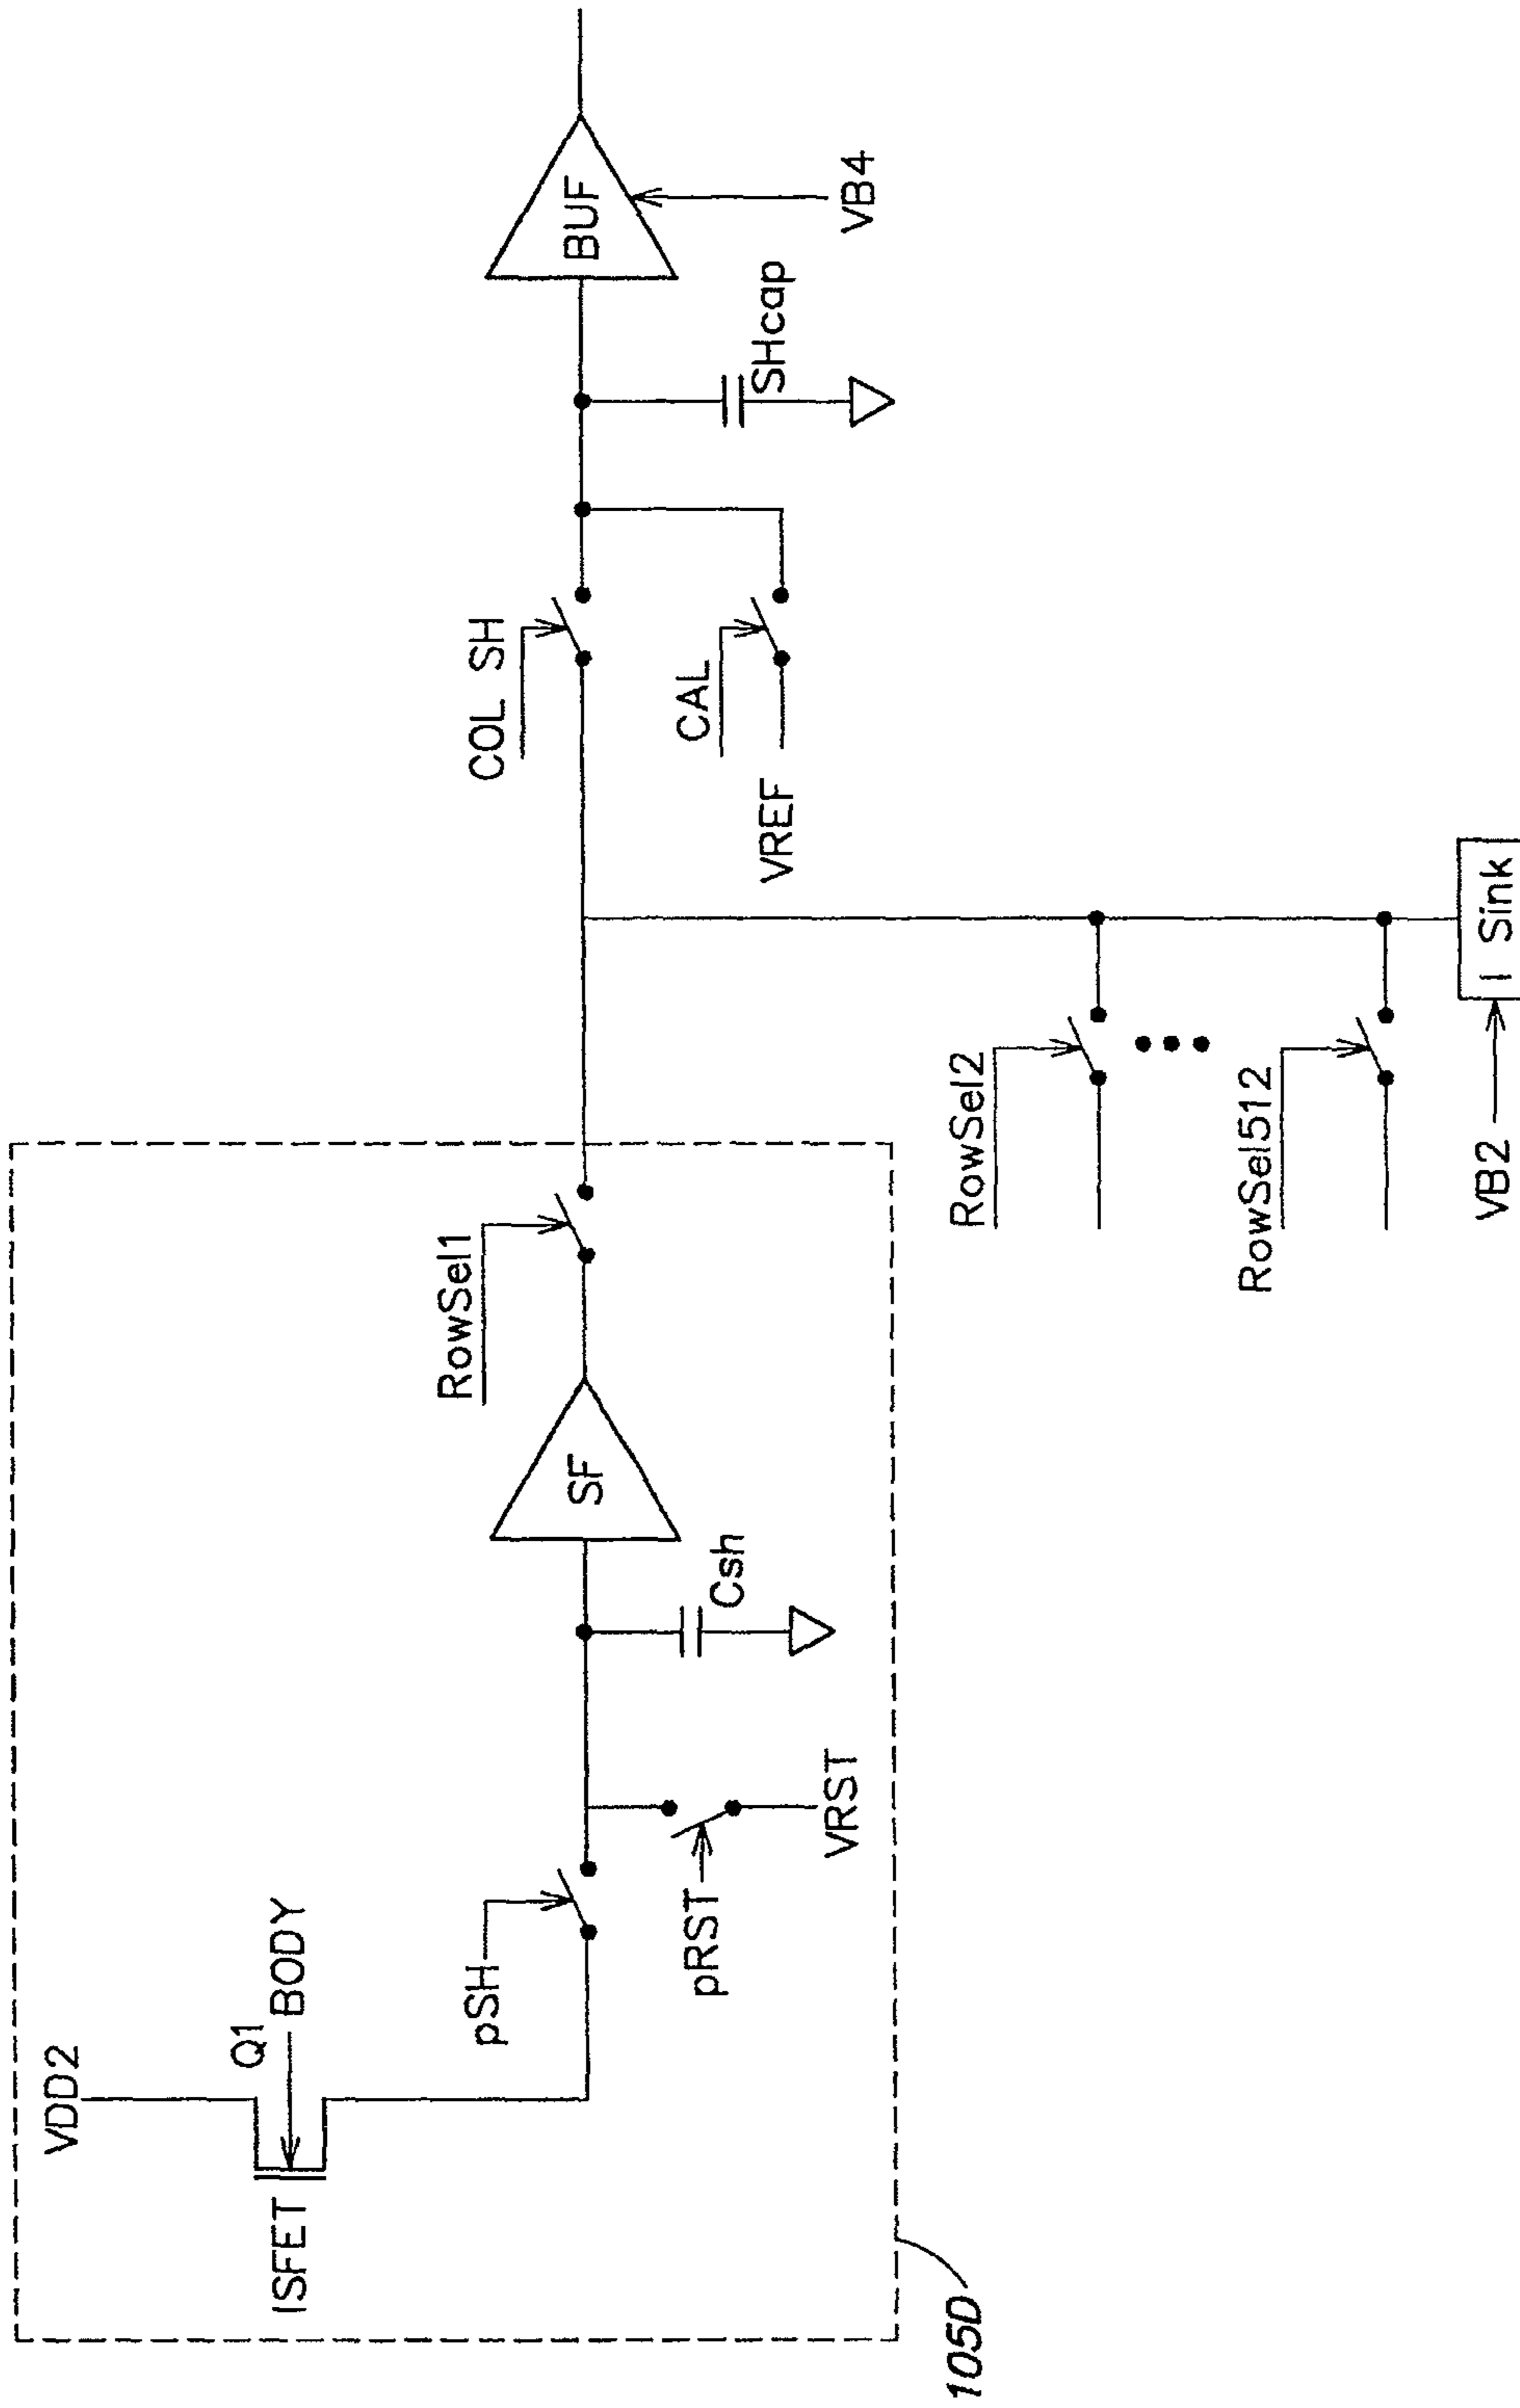 105D
ISFET
VDD2
Q1
BODY
pSH
pRST
VRST
Csh
SF
RowSel1
RowSel2
RowSel512
VB2
I Sink
COL SH
CAL
VREF
SHcap
BUF
VB4